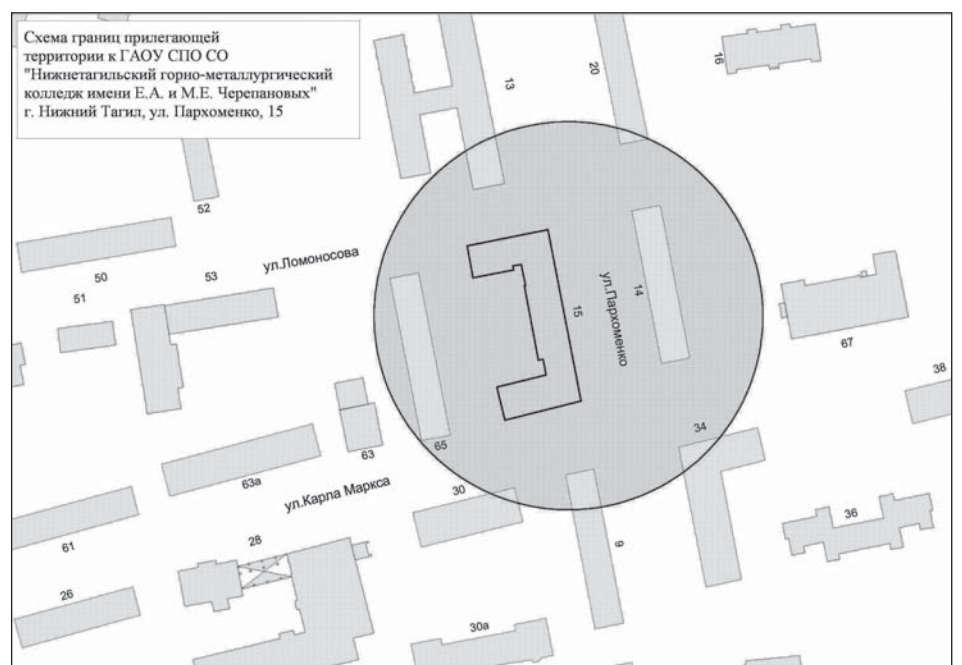 Схема границ прилегающей
территории к ГАОУ СПО СО
"Нижнетагильский горно-металлургический
колледж имени Е.А. и М.Е. Черепановых"
г. Нижний Тагил, ул. Пархоменко, 15
13
20
16
52
50
51
53
ул.Ломоносова
ул.Пархоменко
15
14
67
38
34
65
63
63а
ул.Карла Маркса
30
28
61
26
9
36
30а